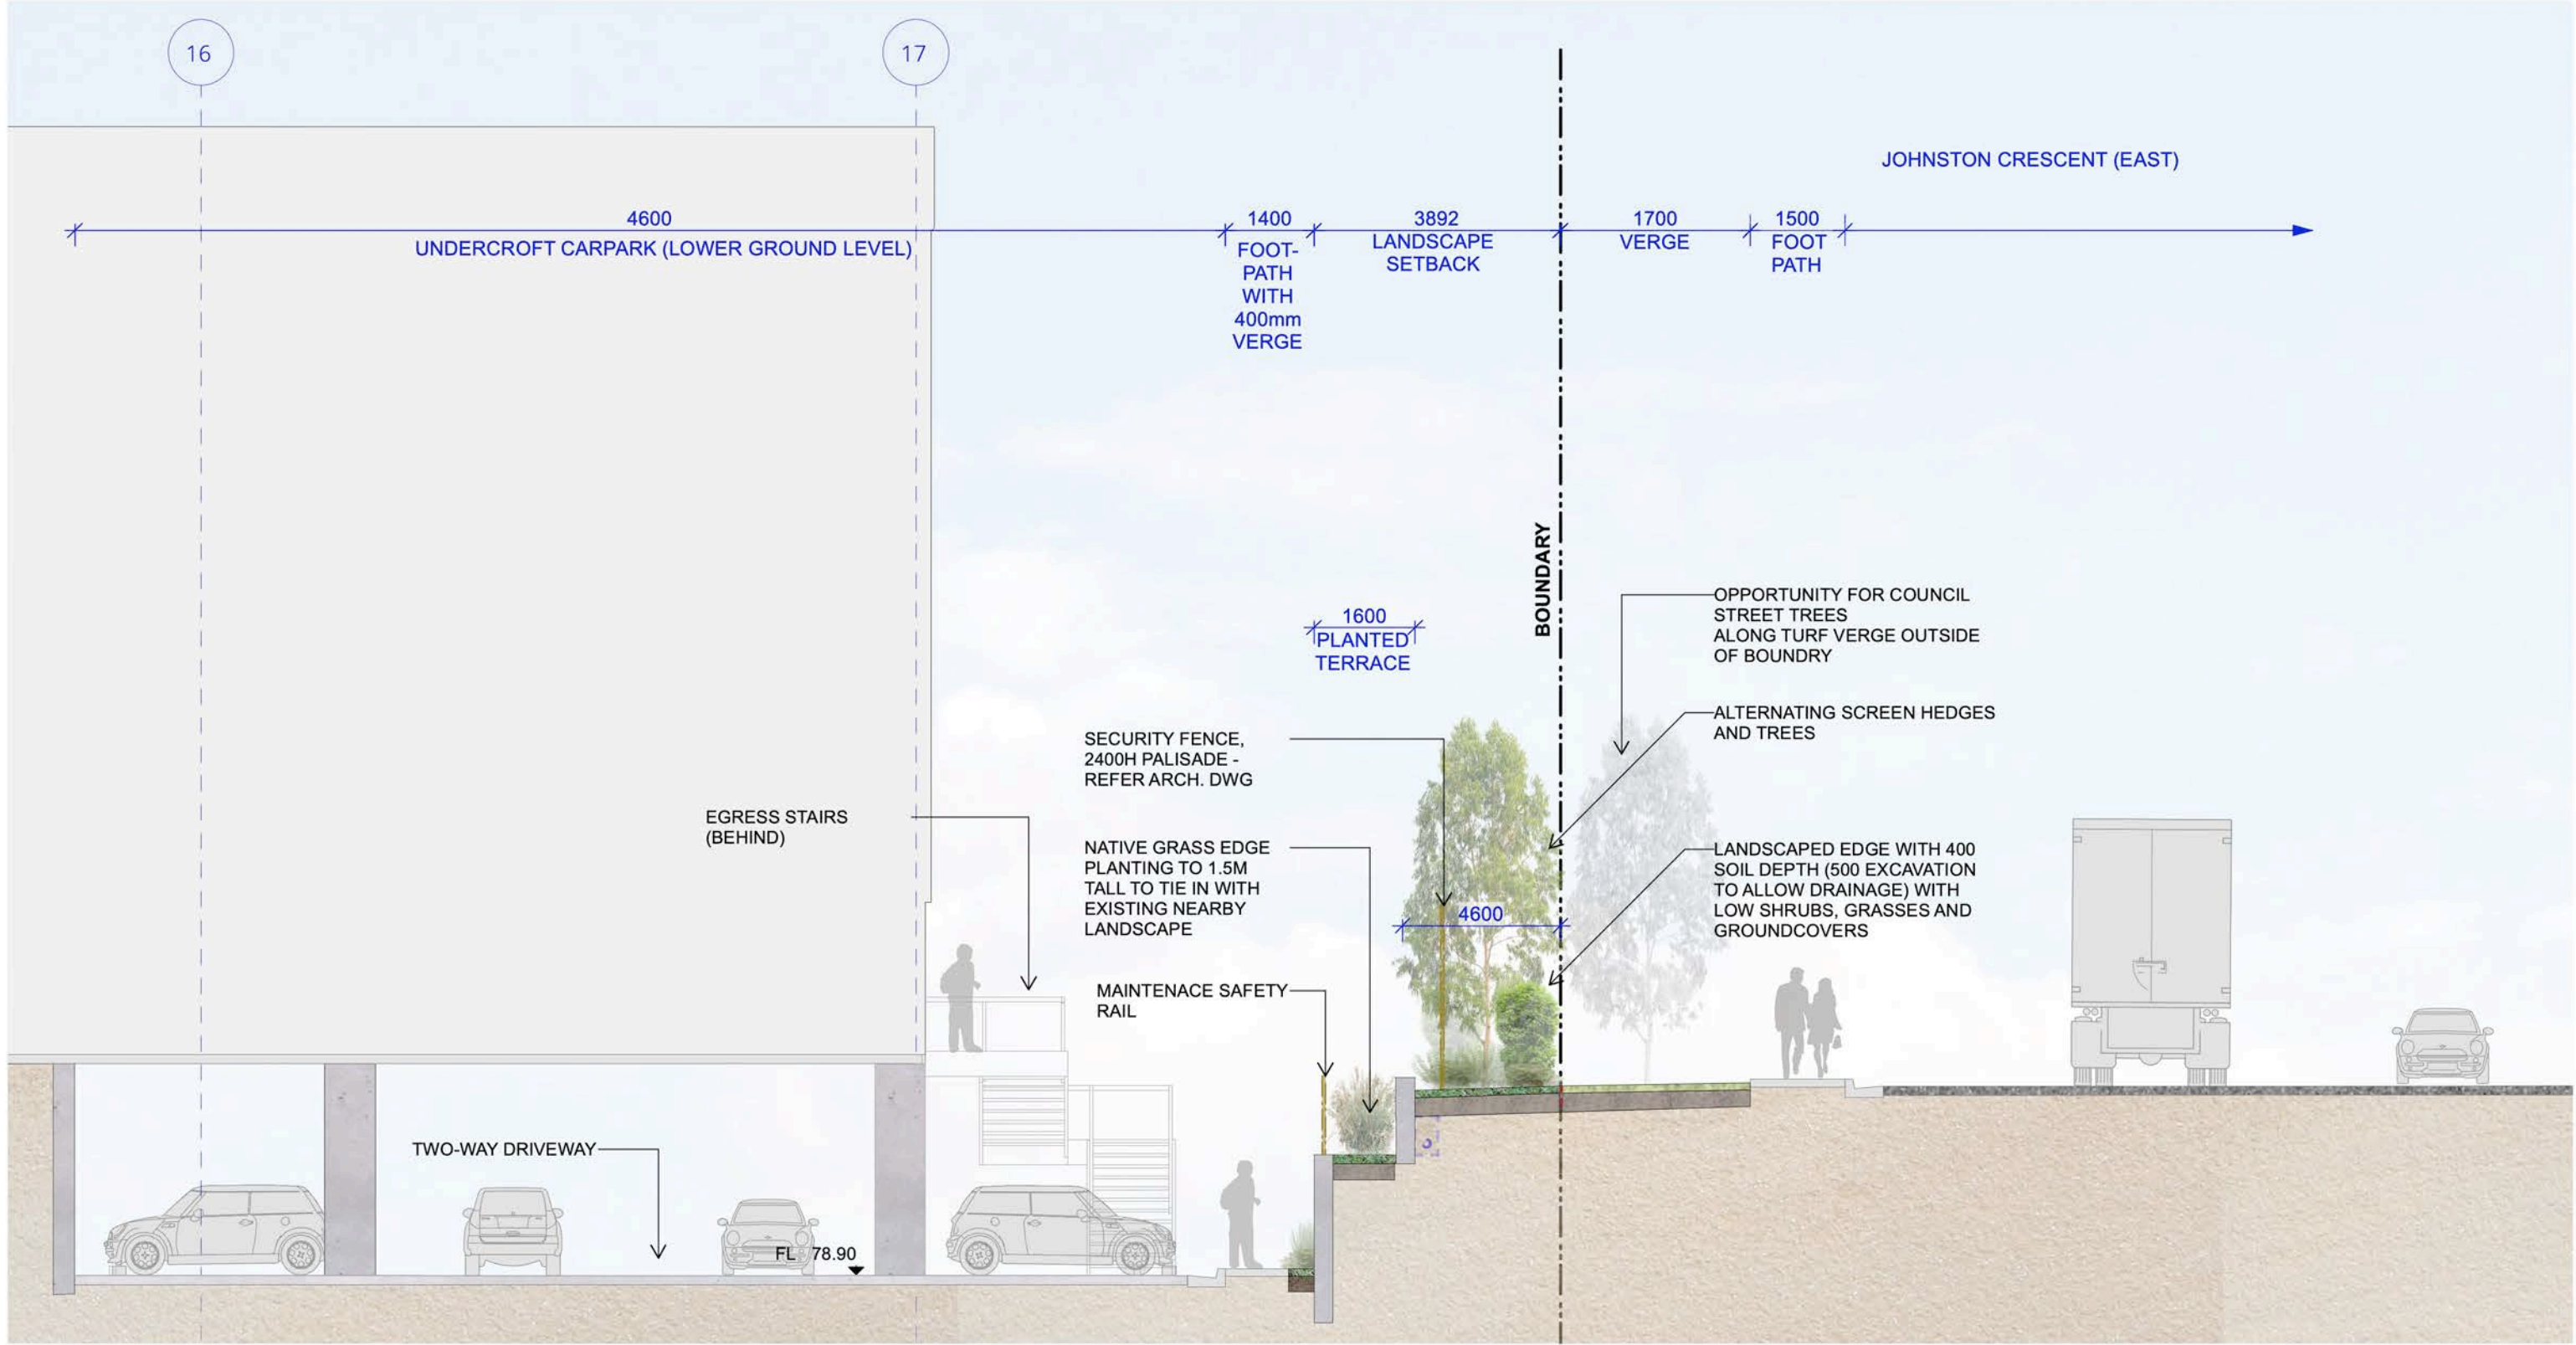 16
17
JOHNSTON CRESCENT (EAST)
4600
UNDERCROFT CARPARK (LOWER GROUND LEVEL)
1400
FOOT-
PATH
WITH
400mm
VERGE
3892
LANDSCAPE
SETBACK
1700
VERGE
1500
FOOT
PATH
BOUNDARY
1600
PLANTED
TERRACE
OPPORTUNITY FOR COUNCIL
STREET TREES
ALONG TURF VERGE OUTSIDE
OF BOUNDRY
ALTERNATING SCREEN HEDGES
AND TREES
SECURITY FENCE,
2400H PALISADE -
REFER ARCH. DWG
EGRESS STAIRS
(BEHIND)
NATIVE GRASS EDGE
PLANTING TO 1.5M
TALL TO TIE IN WITH
EXISTING NEARBY
LANDSCAPE
LANDSCAPED EDGE WITH 400
SOIL DEPTH (500 EXCAVATION
TO ALLOW DRAINAGE) WITH
LOW SHRUBS, GRASSES AND
GROUNDCOVERS
4600
MAINTENACE SAFETY
RAIL
TWO-WAY DRIVEWAY
FL 78.90